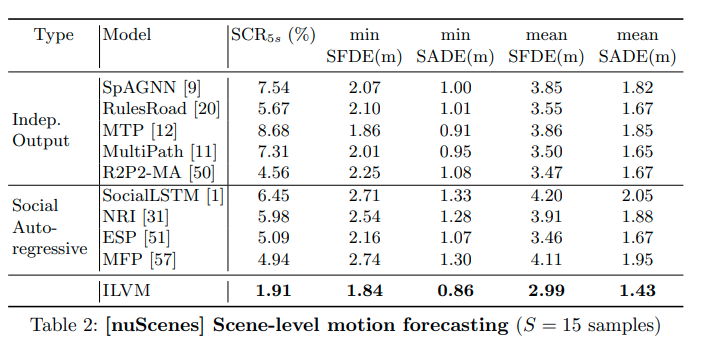 Type Model SCR5s (%) min SFDE(m) min SADE(m) mean SFDE(m) mean SADE(m)
Indep. Output
SpAGNN [9] 7.54 2.07 1.00 3.85 1.82
RulesRoad [20] 5.67 2.10 1.01 3.55 1.67
MTP [12] 8.68 1.86 0.91 3.86 1.85
MultiPath [11] 7.31 2.01 0.95 3.50 1.65
R2P2-MA [50] 4.56 2.25 1.08 3.47 1.67
Social Auto-regressive
SocialLSTM [1] 6.45 2.71 1.33 4.20 2.05
NRI [31] 5.98 2.54 1.28 3.91 1.88
ESP [51] 5.09 2.16 1.07 3.46 1.67
MFP [57] 4.94 2.74 1.30 4.11 1.95
ILVM 1.91 1.84 0.86 2.99 1.43
Table 2: [nuScenes] Scene-level motion forecasting (S = 15 samples)